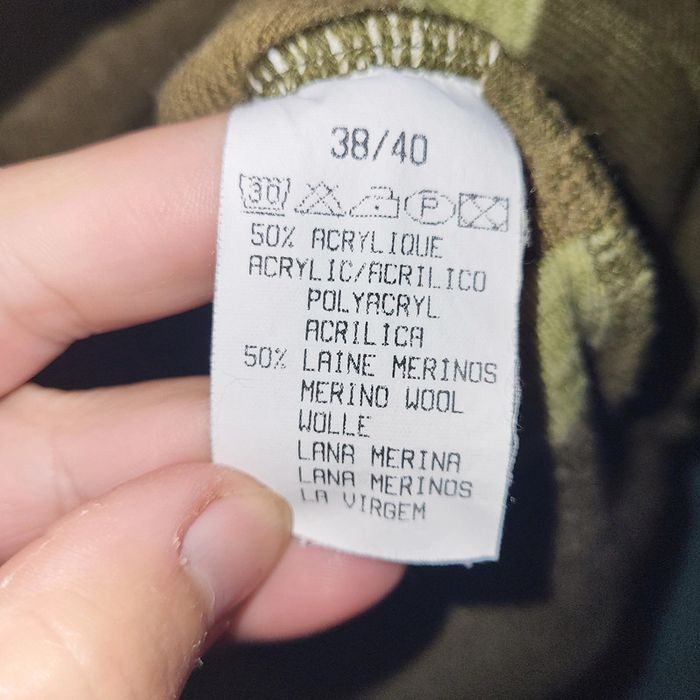 38/40
30 P
50% ACRYLIQUE
ACRYLIC/ACRILICO
POLYACRYL
ACRILICA
50% LAINE MERINOS
MERINO WOOL
WOLLE
LANA MERINA
LANA MERINOS
LA VIRGEM